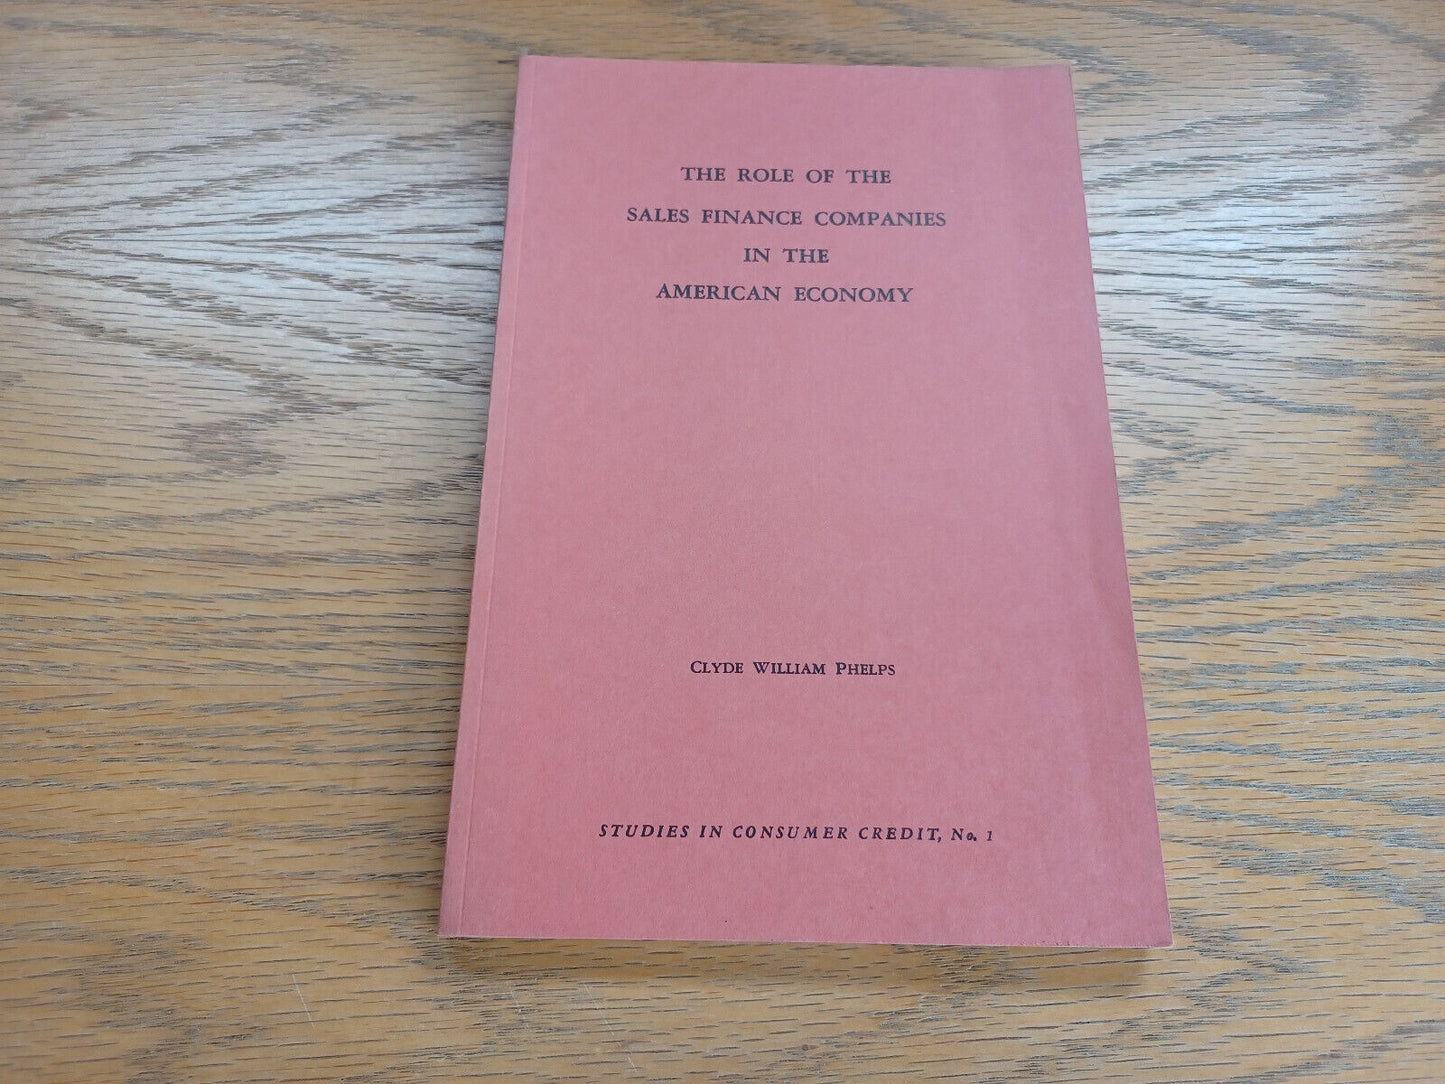 THE ROLE OF THE
SALES FINANCE COMPANIES
IN THE
AMERICAN ECONOMY
CLYDE WILLIAM PHELPS
STUDIES IN CONSUMER CREDIT, No. 1